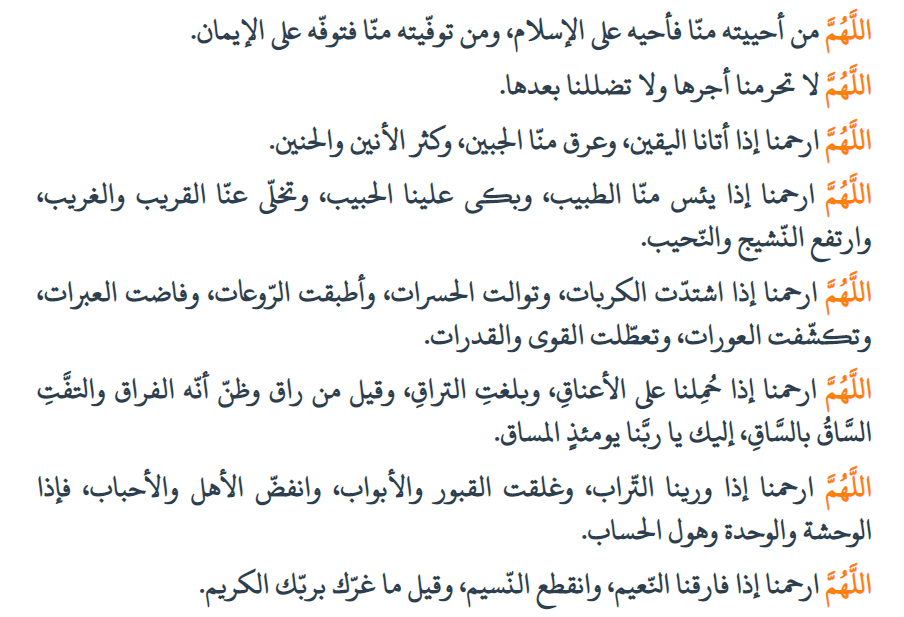 اللَّهُمَّ من أحييته منّا فأحيه على الإسلام، ومن توفّيته منّا فتوفّه على الإيمان.
اللَّهُمَّ لا تحرمنا أجرها ولا تضللنا بعدها.
اللَّهُمَّ ارحمنا إذا أتانا اليقين، وعرق منّا الجبين، وكثر الأنين والحنين.
اللَّهُمَّ ارحمنا إذا يئس منّا الطبيب، وبكى علينا الحبيب، وتخلّى عنّا القريب والغريب،
وارتفع النّشيج والنّحيب.
اللَّهُمَّ ارحمنا إذا اشتدّت الكربات، وتوالت الحسرات، وأطبقت الرّوعات، وفاضت العبرات،
وتكشّفت العورات، وتعطّلت القوى والقدرات.
اللَّهُمَّ ارحمنا إذا حُمِلنا على الأعناقِ، وبلغتِ التراقِ، وقيل من راق وظنّ أنّه الفراق والتفَّتِ
السَّاقُ بالسَّاقِ، إليك يا ربَّنا يومئذٍ المساق.
اللَّهُمَّ ارحمنا إذا ورينا التّراب، وغلقت القبور والأبواب، وانفضّ الأهل والأحباب، فإذا
الوحشة والوحدة وهول الحساب.
اللَّهُمَّ ارحمنا إذا فارقنا النّعيم، وانقطع النّسيم، وقيل ما غرّك بربّك الكريم.